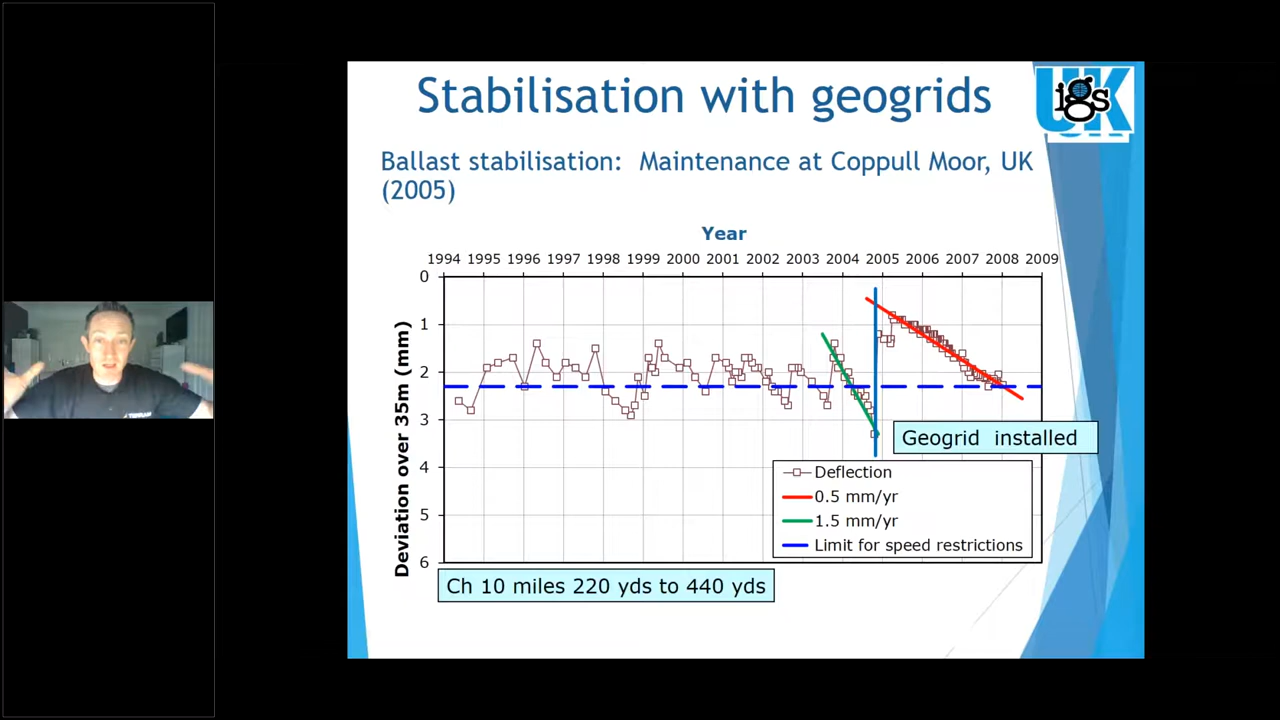 Stabilisation with geogrids
UK
igs
Ballast stabilisation: Maintenance at Coppull Moor, UK
(2005)
Year
1994 1995 1996 1997 1998 1999 2000 2001 2002 2003 2004 2005 2006 2007 2008 2009
0
1
2
3
4
5
6
Deviation over 35m (mm)
Geogrid installed
Deflection
0.5 mm/yr
1.5 mm/yr
Limit for speed restrictions
Ch 10 miles 220 yds to 440 yds